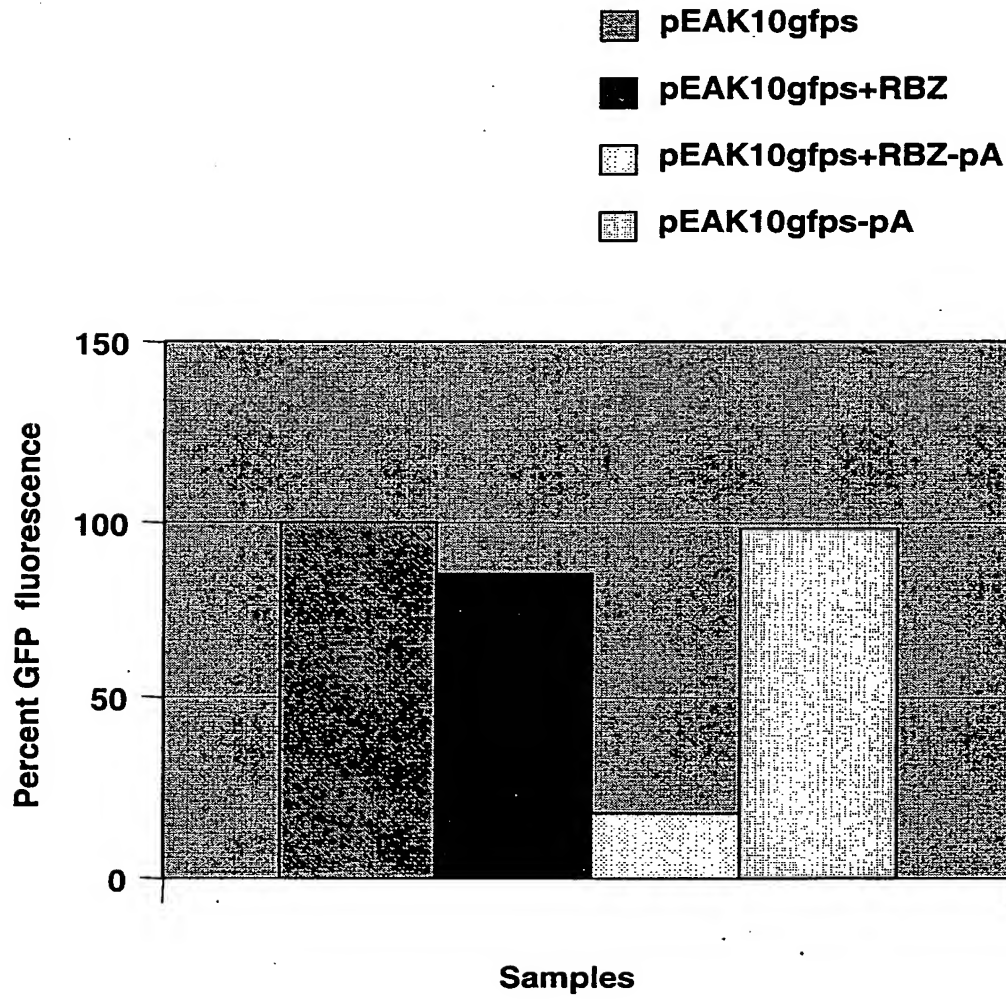 pEAK10gfps
pEAK10gfps+RBZ
pEAK10gfps+RBZ-pA
pEAK10gfps-pA
150
100
50
0
Percent GFP fluorescence
Samples